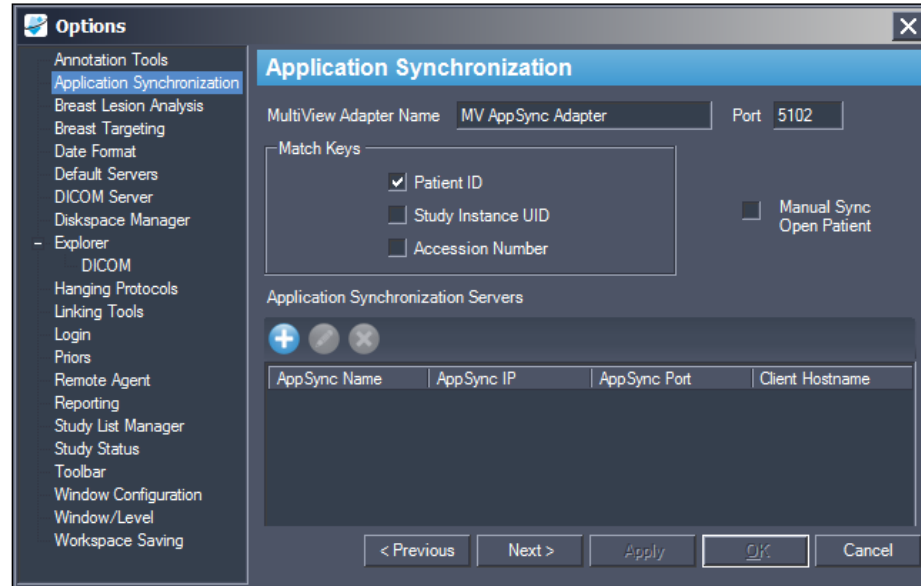 Options
Annotation Tools
Application Synchronization
Breast Lesion Analysis
Breast Targeting
Date Format
Default Servers
DICOM Server
Diskspace Manager
Explorer
DICOM
Hanging Protocols
Linking Tools
Login
Priors
Remote Agent
Reporting
Study List Manager
Study Status
Toolbar
Window Configuration
Window/Level
Workspace Saving
Application Synchronization
MultiView Adapter Name MV AppSync Adapter Port 5102
Match Keys
Patient ID
Study Instance UID
Accession Number
Manual Sync
Open Patient
Application Synchronization Servers
AppSync Name AppSync IP AppSync Port Client Hostname
< Previous Next > Apply OK Cancel